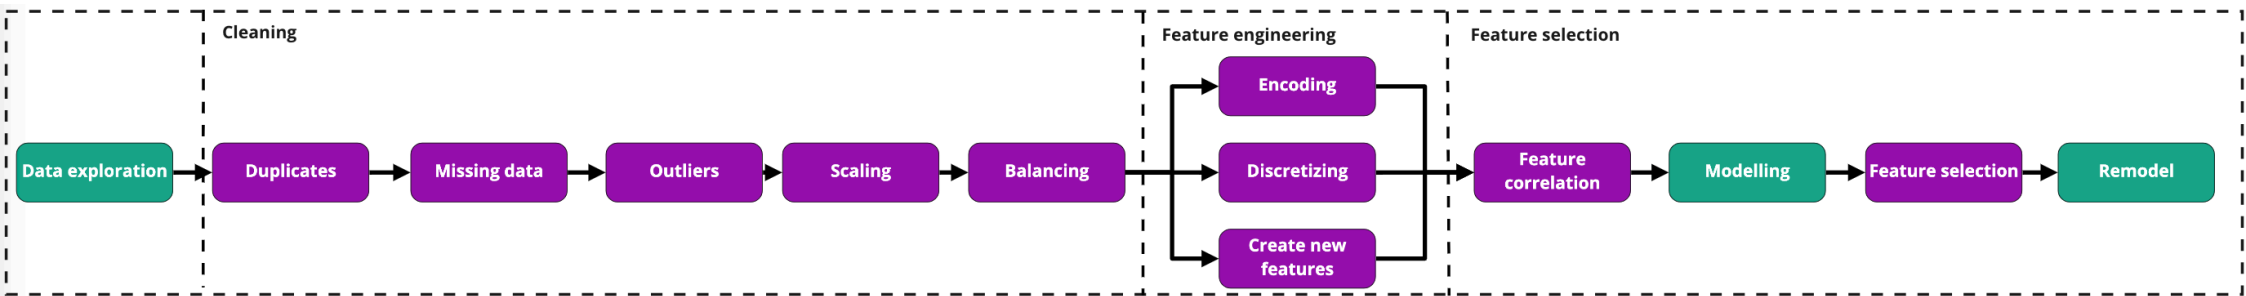 Cleaning
Feature engineering
Feature selection
Data exploration
Duplicates
Missing data
Outliers
Scaling
Balancing
Encoding
Discretizing
Create new
features
Feature
correlation
Modelling
Feature selection
Remodel